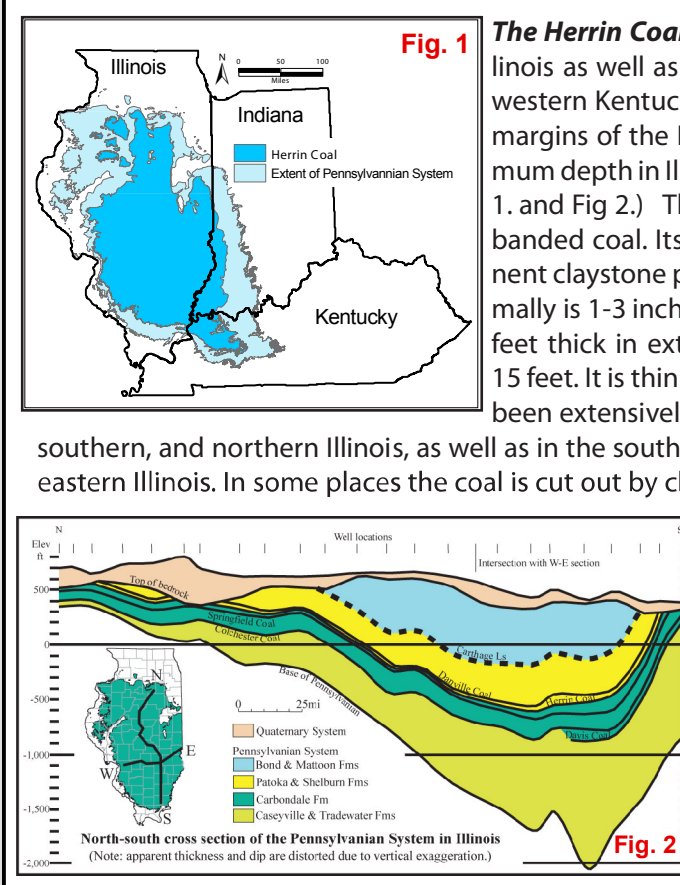 Fig. 1
Illinois
N
0 50 100
Miles
Indiana
Herrin Coal
Extent of Pennsylvannian System
Kentucky
The Herrin Coal
linois as well as
western Kentuc
margins of the
mum depth in Il
1. and Fig 2.) Th
banded coal. Its
nent claystone p
mally is 1-3 inch
feet thick in ext
15 feet. It is thin
been extensivel
southern, and northern Illinois, as well as in the south
eastern Illinois. In some places the coal is cut out by cl
N
Well locations
S
Elev
ft
Intersection with W-E section
Top of bedrock
500
Springfield Coal
Colchester Coal
0
Carthage Ls
Base of Pennsylvanian
Danville Coal
Herrin Coal
-500
Davis Coal
N
0 25mi
Quaternary System
Pennsylvanian System
Bond & Mattoon Fms
Patoka & Shelburn Fms
Carbondale Fm
Caseyville & Tradewater Fms
-1,000
W
E
S
-1,500
North-south cross section of the Pennsylvanian System in Illinois
(Note: apparent thickness and dip are distorted due to vertical exaggeration.)
Fig. 2
-2,000